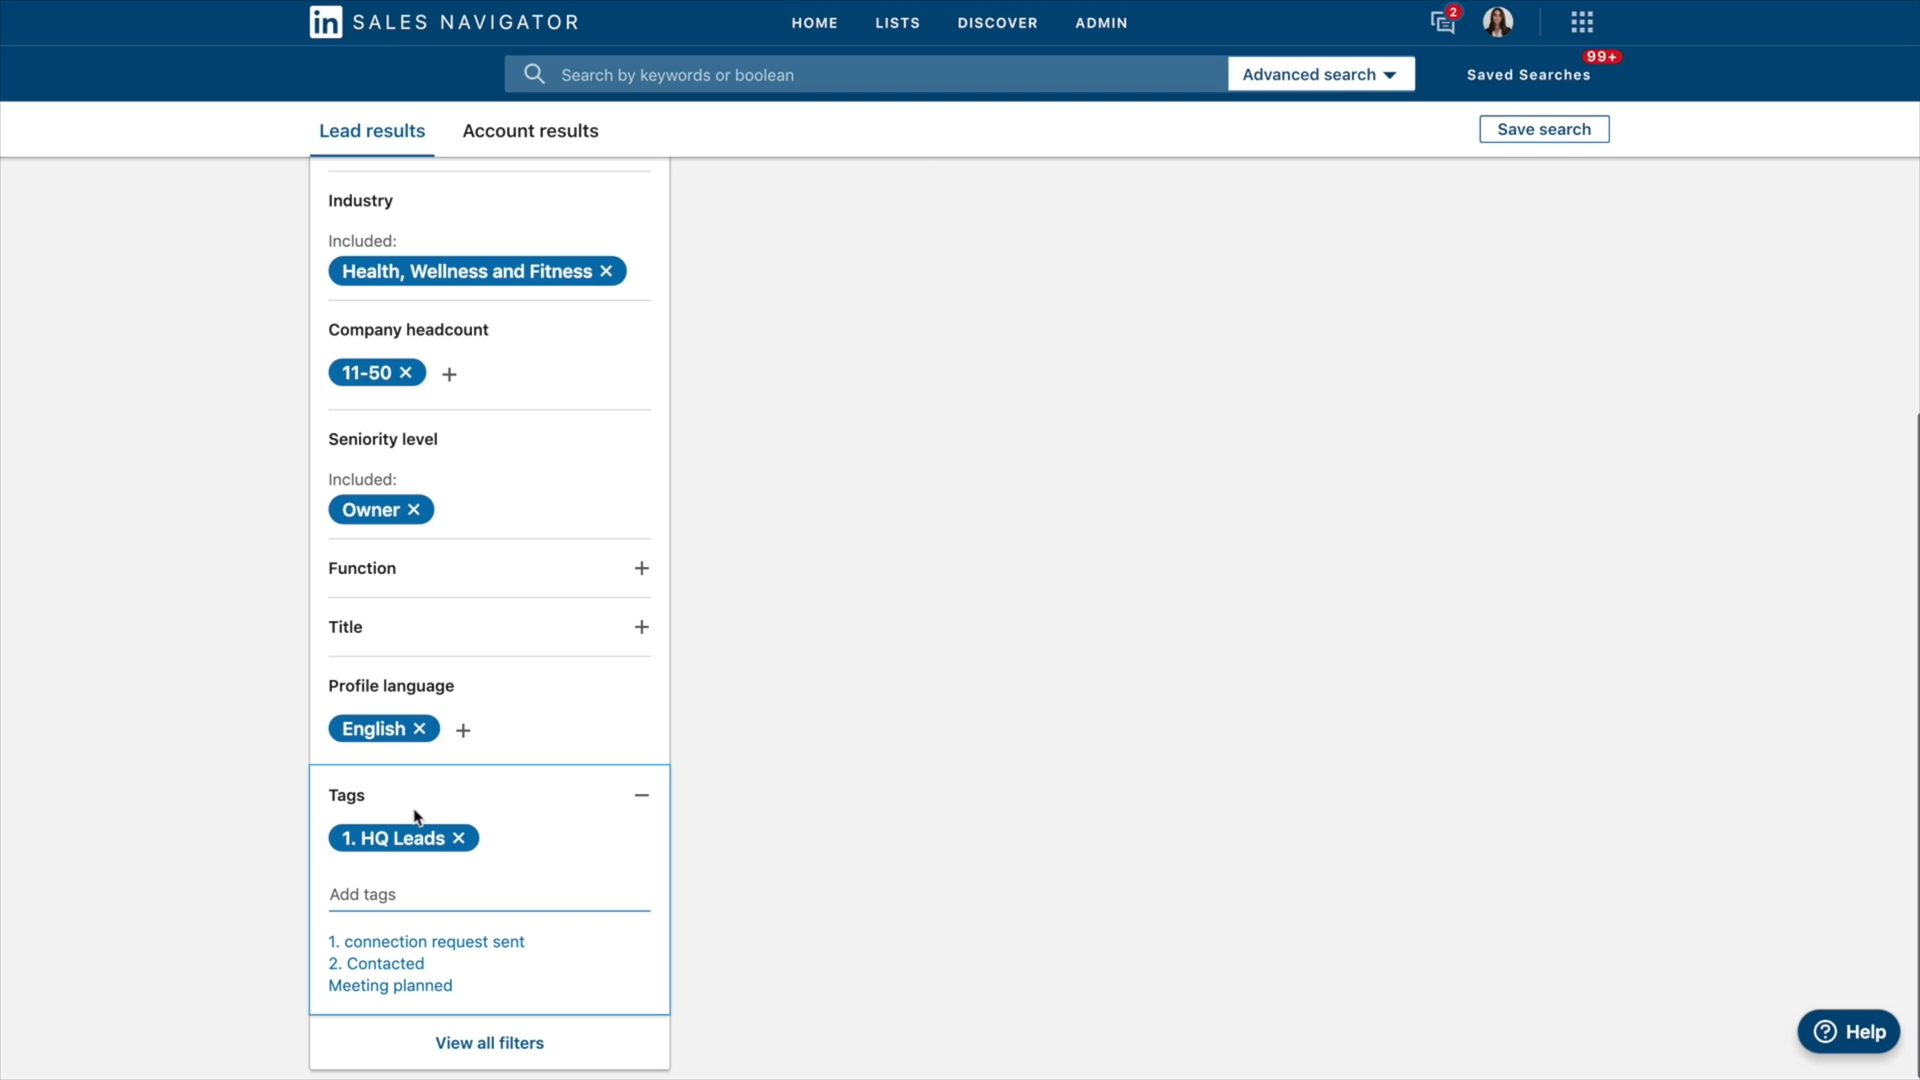 in SALES NAVIGATOR
HOME LISTS DISCOVER ADMIN
2
Search by keywords or boolean
Advanced search
99+
Saved Searches
Lead results Account results
Save search
Industry
Included:
Health, Wellness and Fitness ×
Company headcount
11-50 × +
Seniority level
Included:
Owner ×
Function +
Title +
Profile language
English × +
Tags −
1. HQ Leads ×
Add tags
1. connection request sent
2. Contacted
Meeting planned
View all filters
? Help